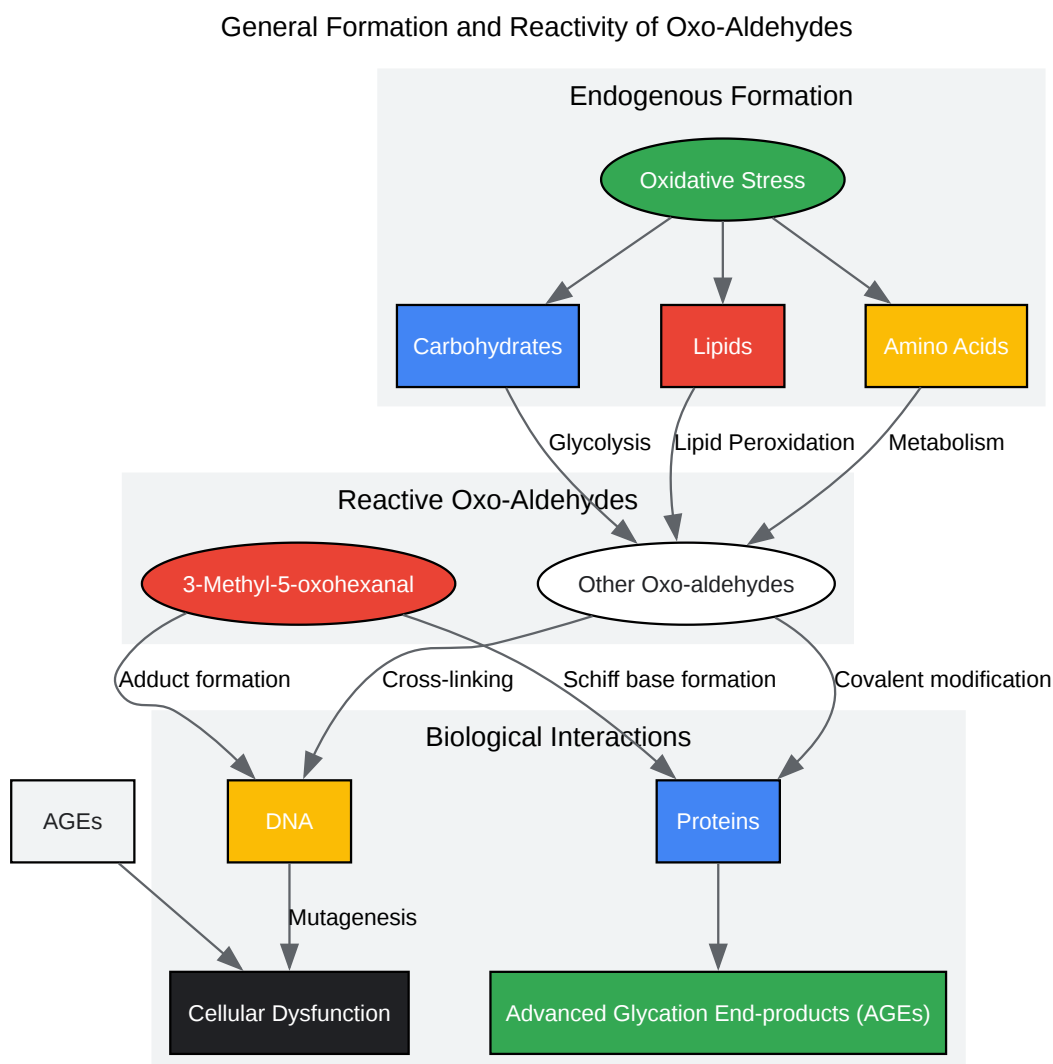 General Formation and Reactivity of Oxo-Aldehydes
Endogenous Formation
Oxidative Stress
Carbohydrates
Lipids
Amino Acids
Glycolysis
Lipid Peroxidation
Metabolism
Reactive Oxo-Aldehydes
3-Methyl-5-oxohexanal
Other Oxo-aldehydes
Adduct formation
Cross-linking
Schiff base formation
Covalent modification
Biological Interactions
AGEs
DNA
Proteins
Mutagenesis
Cellular Dysfunction
Advanced Glycation End-products (AGEs)